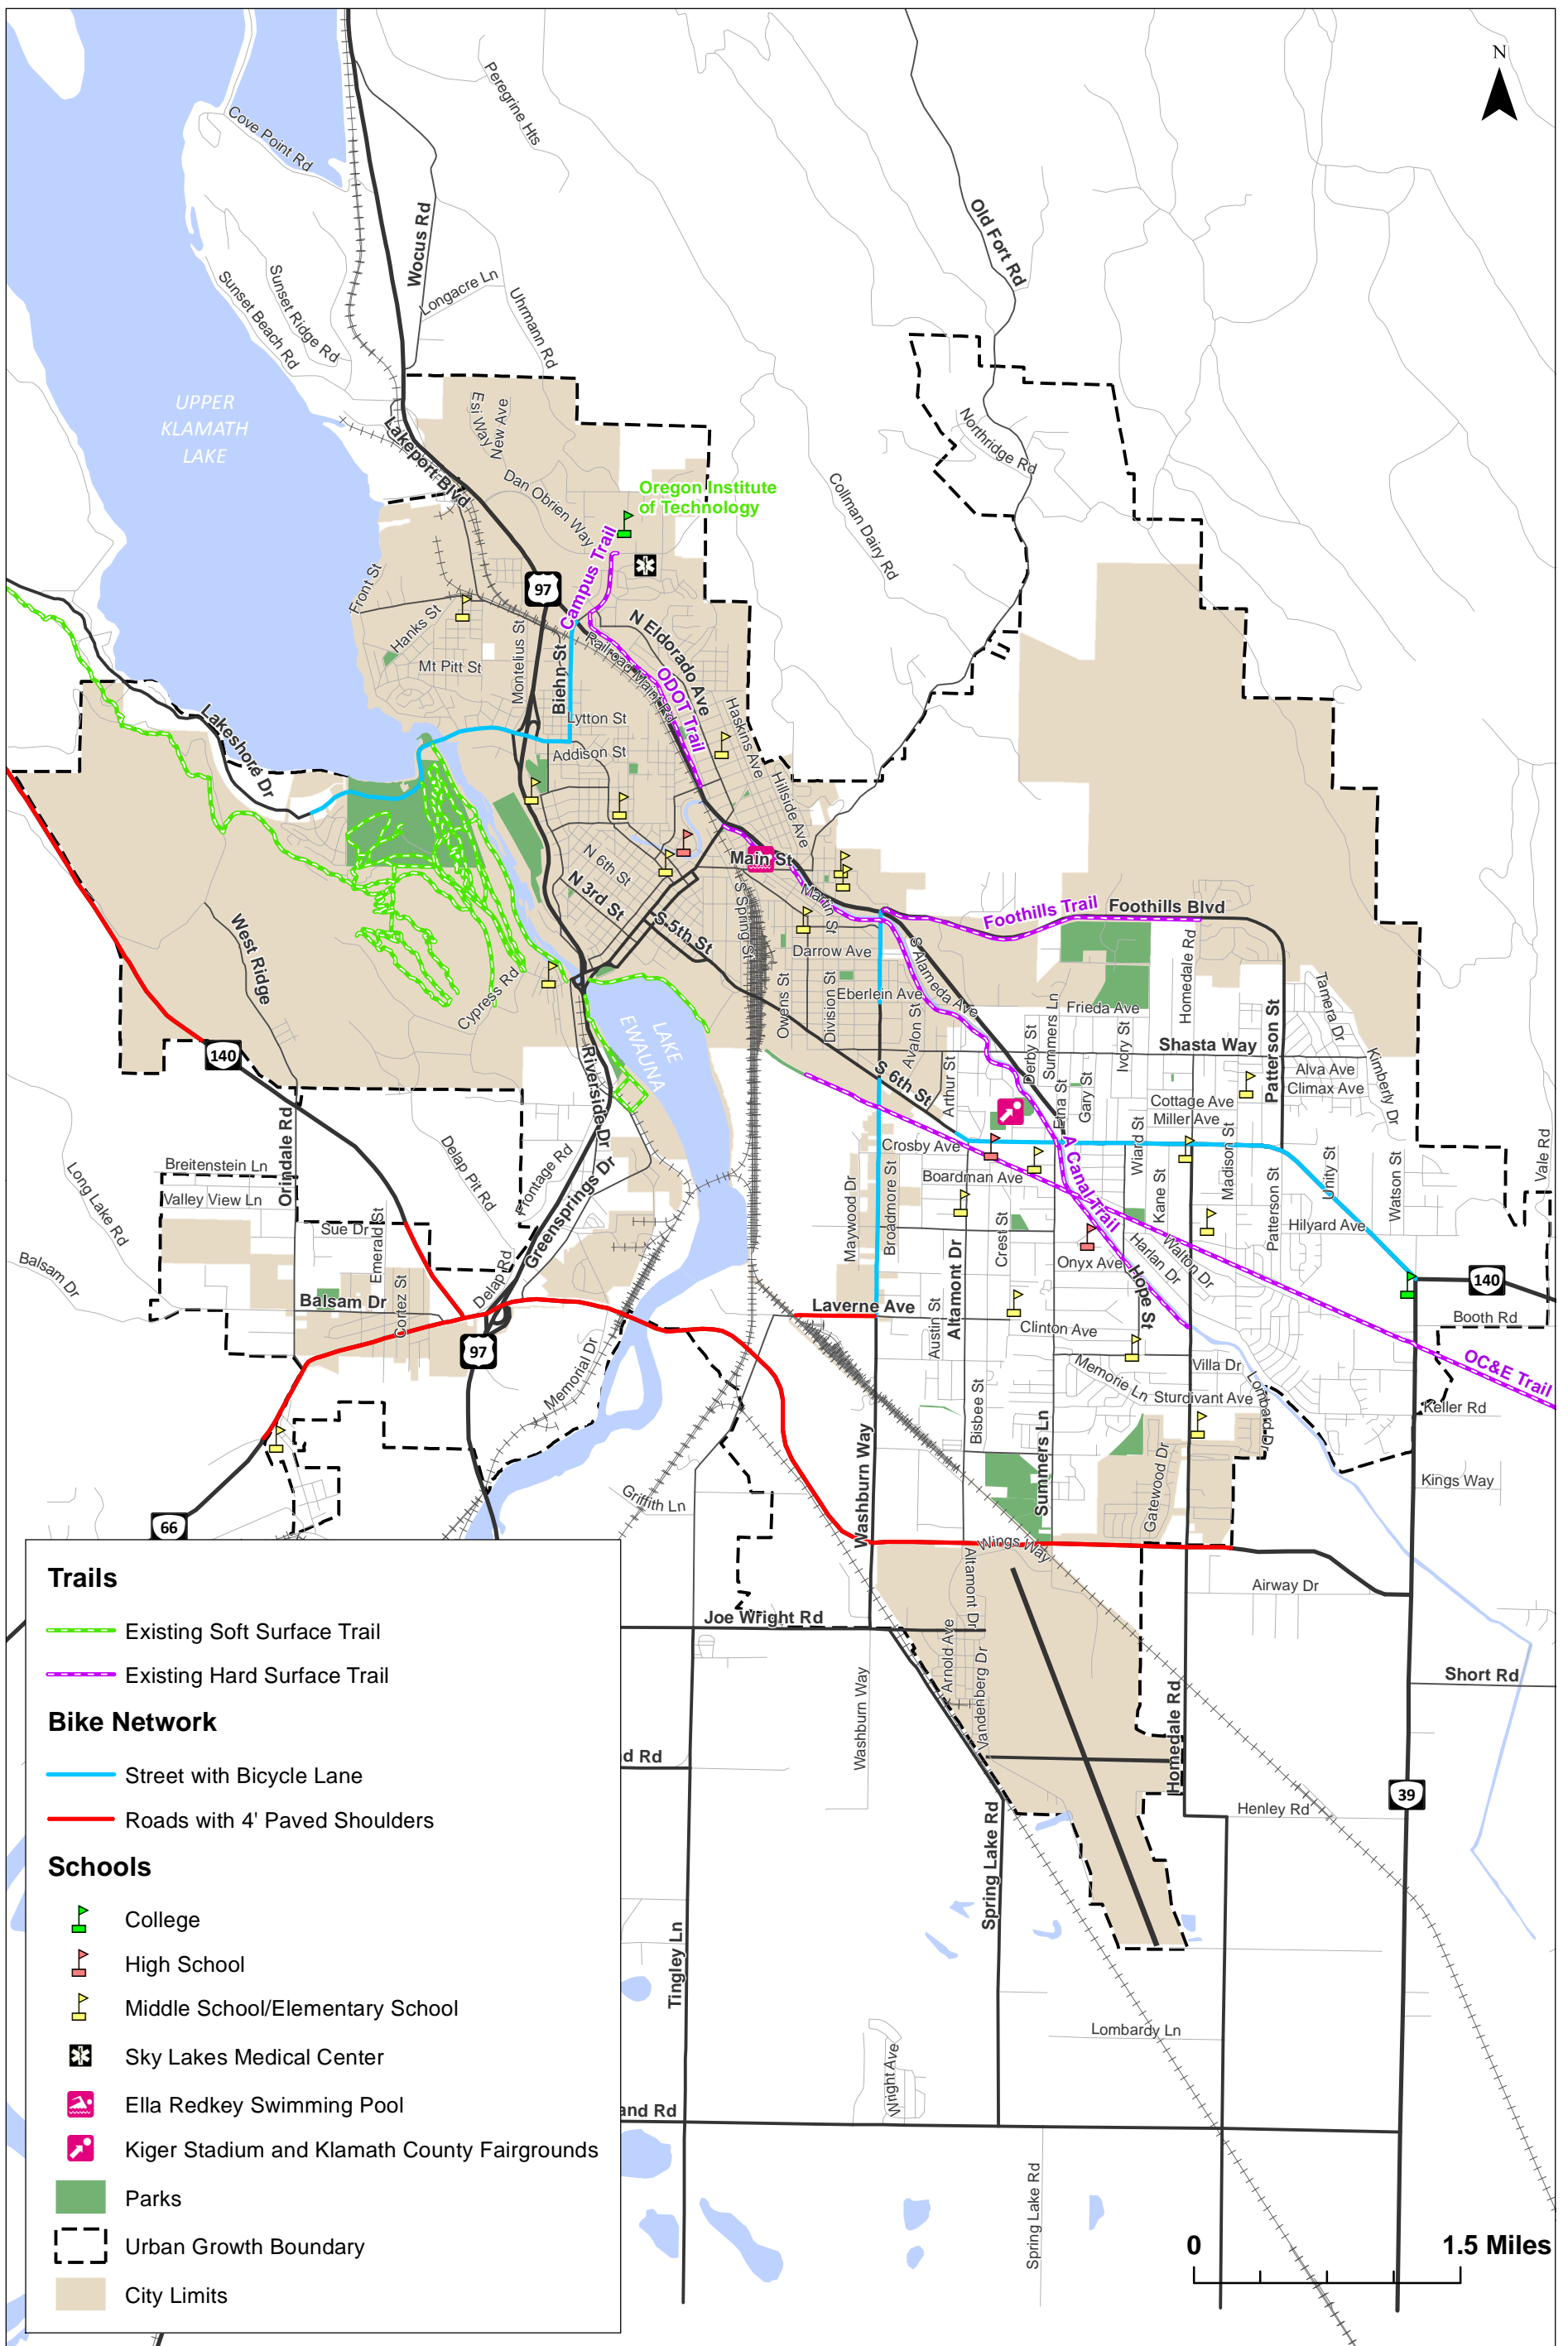 N
Peregrine Hts
Cove Point Rd
Wocus Rd
Old Fort Rd
Longacre Ln
Sunset Ridge Rd
Sunset Beach Rd
Uhrmann Rd
UPPER
KLAMATH
LAKE
Esi Way
New Ave
Lakeport Blvd
Northridge Rd
Dan Obrien Way
Oregon Institute
of Technology
Collman Dairy Rd
Campus Trail
97
Front St
Hanks St
Mt Pitt St
Montelius St
Biehn St
N Eldorado Ave
Railroad Maint Rd
ODOT Trail
Haskins Ave
Lytton St
Addison St
Lakeshore Dr
Hillside Ave
Main St
N 6th St
N 3rd St
S 5th St
S Spring St
Martin St
Foothills Trail
Foothills Blvd
West Ridge
Cypress Rd
Darrow Ave
Owens St
Division St
Eberlein Ave
S Alameda Ave
Avalon St
Frieda Ave
Homedale Rd
Tamera Dr
LAKE
EWAUNA
Riverside Dr
140
S 6th St
Arthur St
Derby St
Summers Ln
Etna St
Gary St
Ivory St
Shasta Way
Patterson St
Alva Ave
Climax Ave
Kimberly Dr
Cottage Ave
Miller Ave
Orindale Rd
Breitenstein Ln
Valley View Ln
Long Lake Rd
Delap Pit Rd
Frontage Rd
Greensprings Dr
Sue Dr
Emerald St
Balsam Dr
Balsam Dr
Cortez St
Delap Rd
97
Crosby Ave
Boardman Ave
Maywood Dr
Broadmore St
A Canal Trail
Wiard St
Kane St
Madison St
Patterson St
Unity St
Watson St
Vale Rd
Hilyard Ave
Crest St
Altamont Dr
Onyx Ave
Harlan Dr
Walton Dr
Hope St
140
Booth Rd
Laverne Ave
Austin St
Clinton Ave
Memorie Ln
Villa Dr
Sturdivant Ave
Lombard Dr
OC&E Trail
Keller Rd
Memorial Dr
Bisbee St
Summers Ln
Gatewood Dr
Kings Way
Griffith Ln
Washburn Way
66
Wings Way
Airway Dr
Altamont Dr
Joe Wright Rd
Arnold Ave
Vandenberg Dr
Washburn Way
Homedale Rd
Short Rd
d Rd
39
Henley Rd
Spring Lake Rd
Tingley Ln
Lombardy Ln
Wright Ave
and Rd
Spring Lake Rd
0
1.5 Miles
Trails
Existing Soft Surface Trail
Existing Hard Surface Trail
Bike Network
Street with Bicycle Lane
Roads with 4' Paved Shoulders
Schools
College
High School
Middle School/Elementary School
Sky Lakes Medical Center
Ella Redkey Swimming Pool
Kiger Stadium and Klamath County Fairgrounds
Parks
Urban Growth Boundary
City Limits